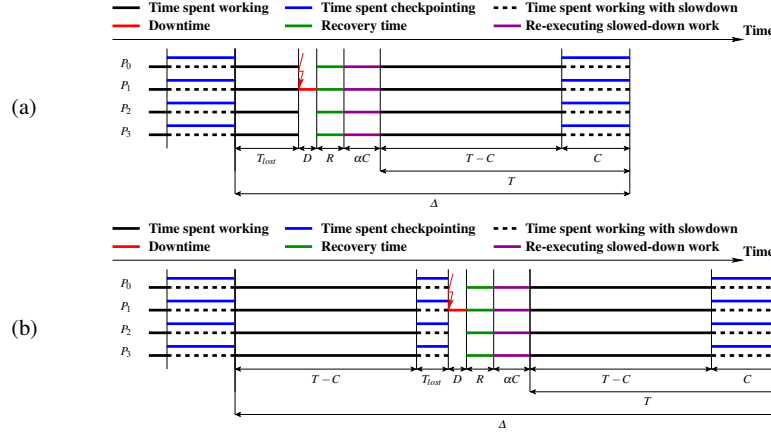 Time spent working Time spent checkpointing Time spent working with slowdown
Downtime Recovery time Re-executing slowed-down work
Time
P0
P1
(a)
P2
P3
Tlost D R αC T − C C
T
Δ
Time spent working Time spent checkpointing Time spent working with slowdown
Downtime Recovery time Re-executing slowed-down work
Time
P0
P1
(b)
P2
P3
T − C Tlost D R αC T − C C
T
Δ